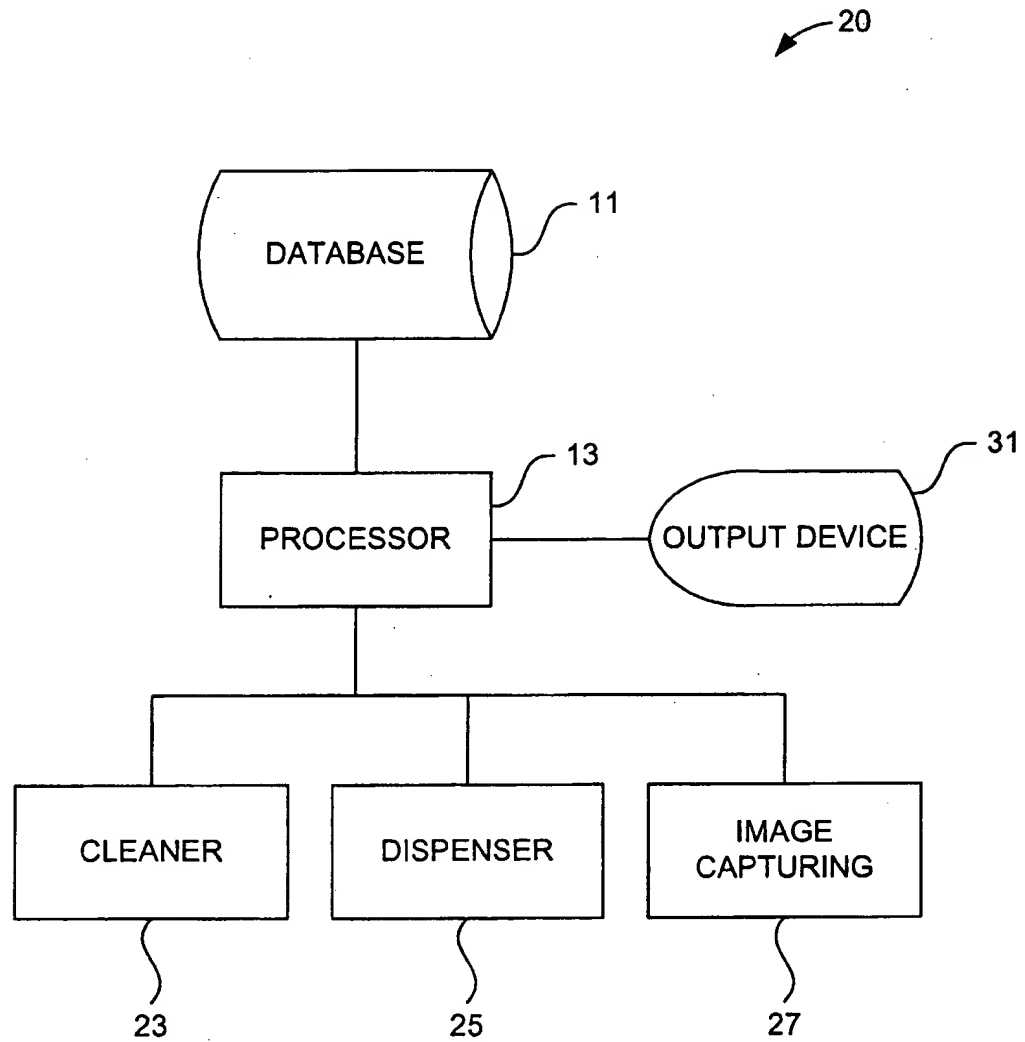 20
11
DATABASE
13
31
PROCESSOR
OUTPUT DEVICE
CLEANER
DISPENSER
IMAGE
CAPTURING
23
25
27